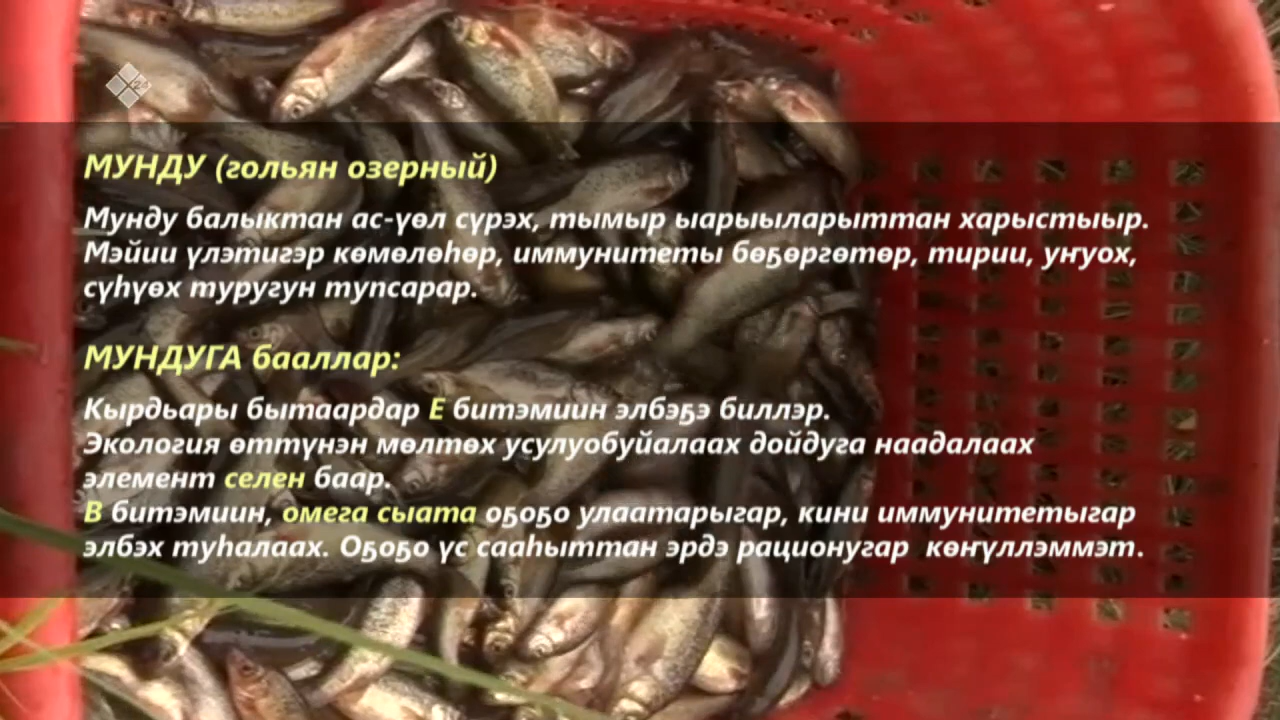 X24
МУНДУ (гольян озерный)
Мунду балыктан ас-үөл сүрэх, тымыр ыарыыларыттан харыстыыр.
Мэйии үлэтигэр көмөлөһөр, иммунитеты бөҕөргөтөр, тирии, уҥуох,
сүһүөх туругун тупсарар.
МУНДУГА бааллар:
Кырдьары бытаардар Е битэмиин элбэҕэ биллэр.
Экология өттүнэн мөлтөх усулуобуйалаах дойдуга наадалаах
элемент селен баар.
В битэмиин, омега сыата оҕоҕо улаатарыгар, кини иммунитетыгар
элбэх туһалаах. Оҕоҕо үс сааһыттан эрдэ рационугар көҥүллэммэт.